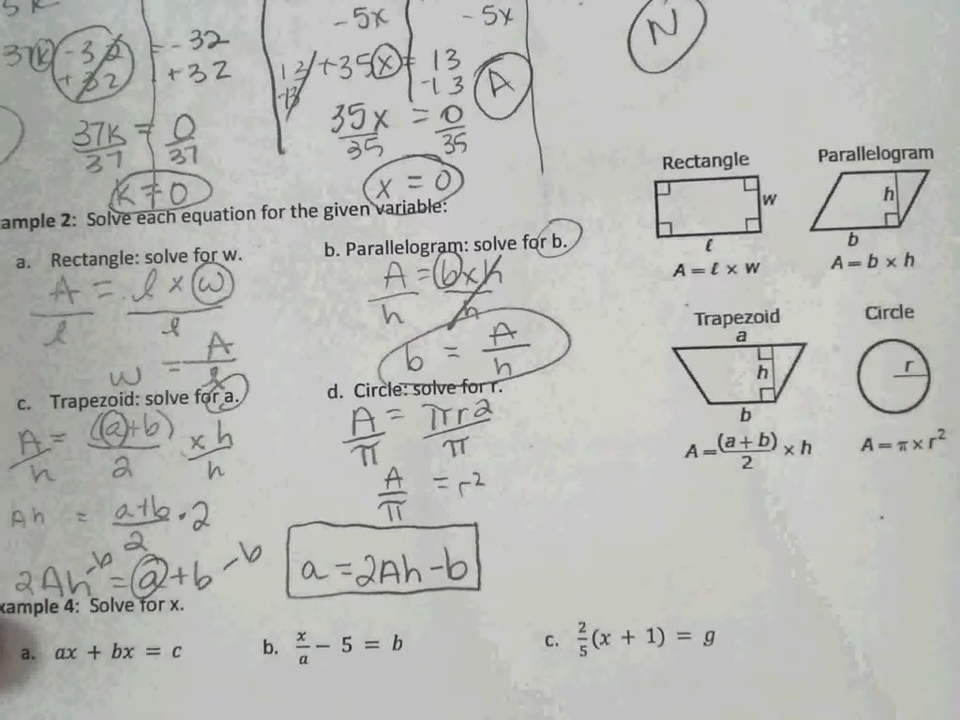 -5x -5x
37k -32 = -32
+32 +32
13 +35x = 13
-13 -13
A
N
37k = 0
37 37
35x = 0
35 35
k = 0
x = 0
ample 2: Solve each equation for the given variable:
a. Rectangle: solve for w.
A = l × w
l l
w = A
l
b. Parallelogram: solve for b.
A = b×h
h h
b = A
h
c. Trapezoid: solve for a.
A = (a+b) × h
h 2 h
Ah = a+b · 2
2
2Ah -b = a+b -b
d. Circle: solve for r.
A = πr2
π π
A = r²
π
a = 2Ah - b
Rectangle
w
ℓ
A = ℓ × w
Parallelogram
h
b
A = b × h
Trapezoid
a
h
b
A = (a + b)/2 × h
Circle
r
A = π × r²
xample 4: Solve for x.
a. ax + bx = c
b. x/a − 5 = b
c. 2/5 (x + 1) = g